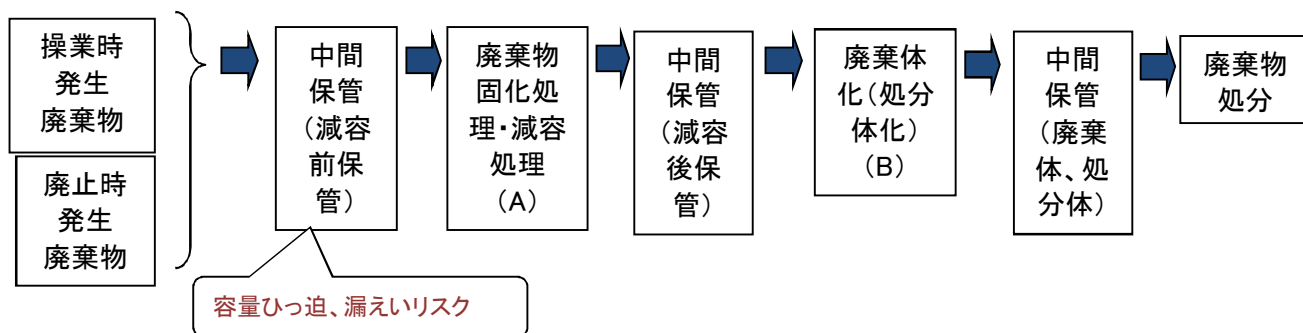 操業時
発生
廃棄物
廃止時
発生
廃棄物
中間
保管
（減容
前保
管）
廃棄物
固化処
理・減容
処理
（A）
中間
保管
（減容
後保
管）
廃棄体
化（処分
体化）
（B）
中間
保管
（廃棄
体、処
分体）
廃棄物
処分
容量ひっ迫、漏えいリスク